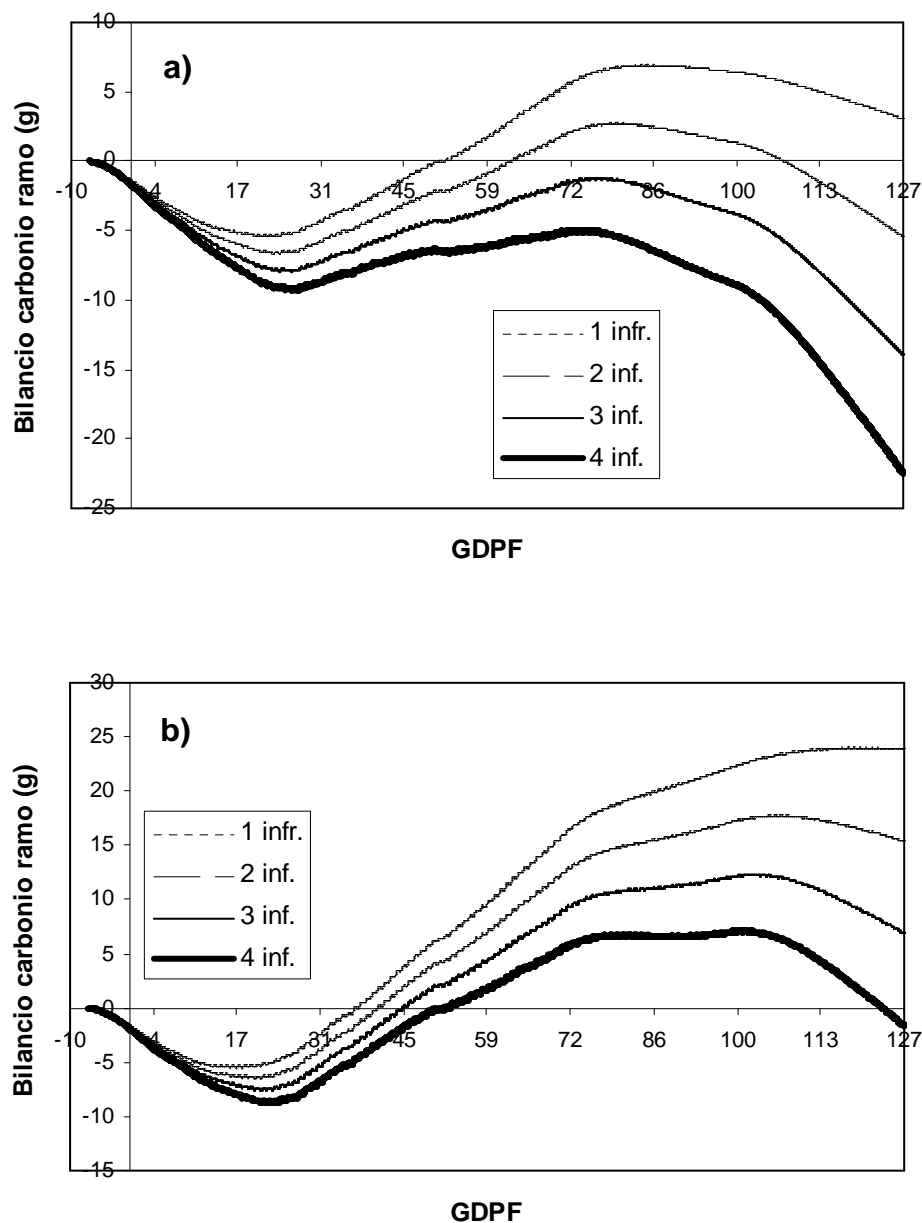 a)
Bilancio carbonio ramo (g)
10
5
0
-5
-10
-15
-20
-25
-10 4 17 31 45 59 72 86 100 113 127
1 infr.
2 inf.
3 inf.
4 inf.
GDPF
b)
Bilancio carbonio ramo (g)
30
25
20
15
10
5
0
-5
-10
-15
-10 4 17 31 45 59 72 86 100 113 127
1 infr.
2 inf.
3 inf.
4 inf.
GDPF